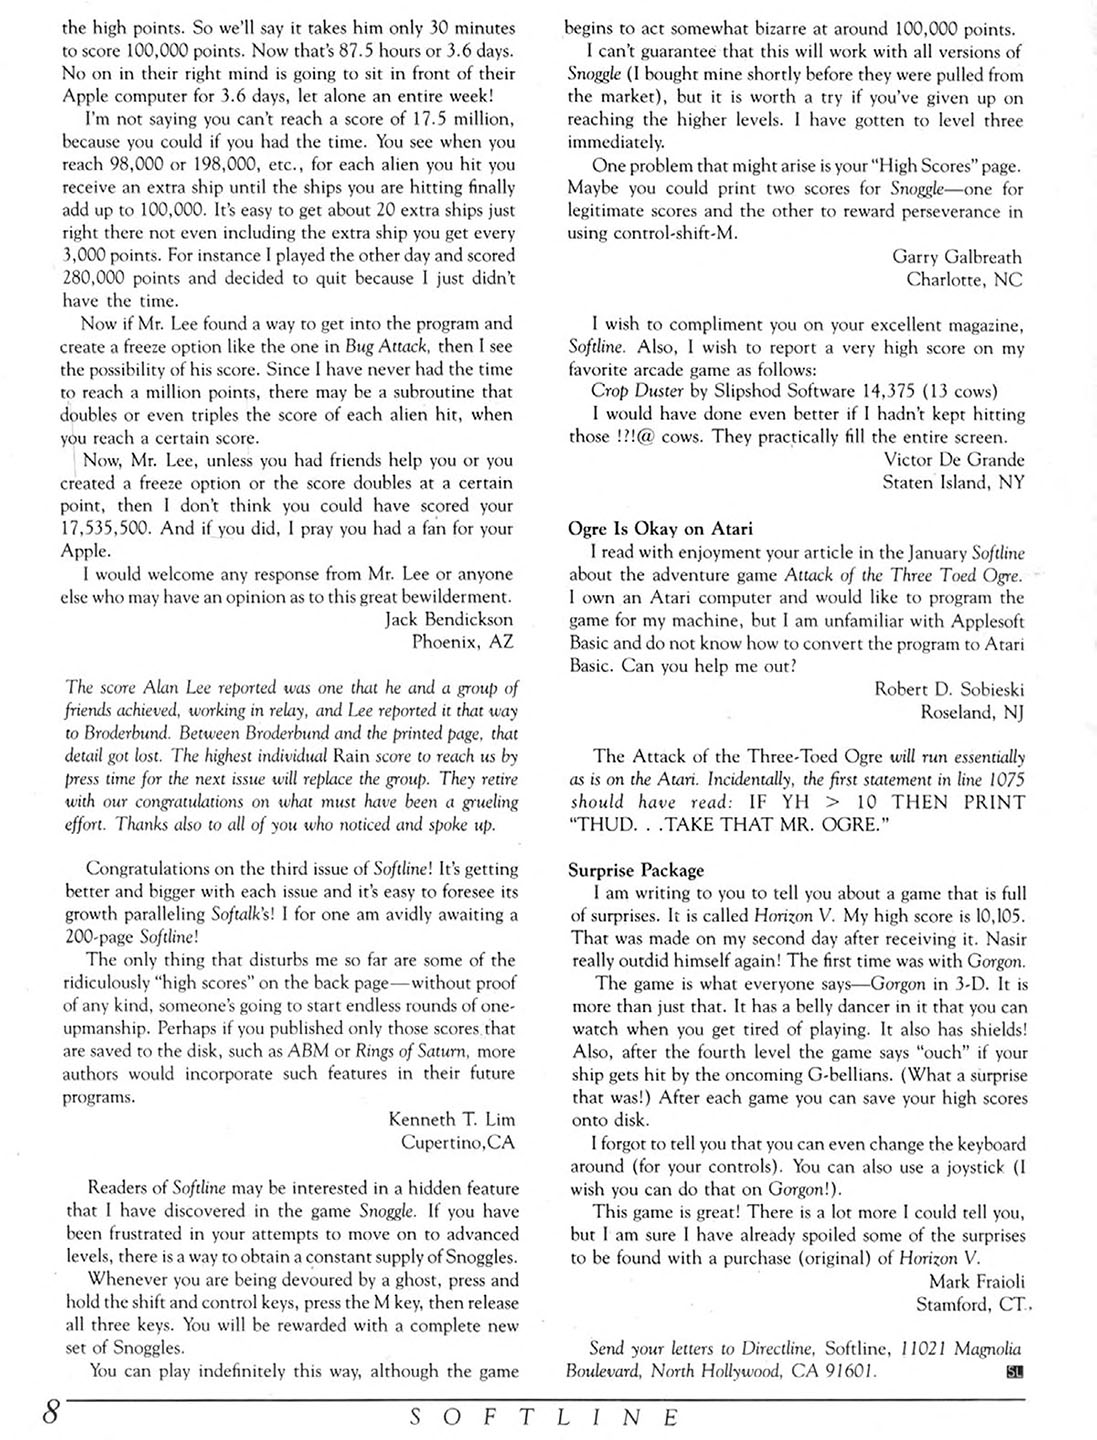 the high points. So we'll say it takes him only 30 minutes
to score 100,000 points. Now that's 87.5 hours or 3.6 days.
No on in their right mind is going to sit in front of their
Apple computer for 3.6 days, let alone an entire week!
I'm not saying you can't reach a score of 17.5 million,
because you could if you had the time. You see when you
reach 98,000 or 198,000, etc., for each alien you hit you
receive an extra ship until the ships you are hitting finally
add up to 100,000. It's easy to get about 20 extra ships just
right there not even including the extra ship you get every
3,000 points. For instance I played the other day and scored
280,000 points and decided to quit because I just didn't
have the time.
Now if Mr. Lee found a way to get into the program and
create a freeze option like the one in Bug Attack, then I see
the possibility of his score. Since I have never had the time
to reach a million points, there may be a subroutine that
doubles or even triples the score of each alien hit, when
you reach a certain score.
Now, Mr. Lee, unless you had friends help you or you
created a freeze option or the score doubles at a certain
point, then I don't think you could have scored your
17,535,500. And if you did, I pray you had a fan for your
Apple.
I would welcome any response from Mr. Lee or anyone
else who may have an opinion as to this great bewilderment.
Jack Bendickson
Phoenix, AZ
The score Alan Lee reported was one that he and a group of
friends achieved, working in relay, and Lee reported it that way
to Broderbund. Between Broderbund and the printed page, that
detail got lost. The highest individual Rain score to reach us by
press time for the next issue will replace the group. They retire
with our congratulations on what must have been a grueling
effort. Thanks also to all of you who noticed and spoke up.
Congratulations on the third issue of Softline! It's getting
better and bigger with each issue and it's easy to foresee its
growth paralleling Softalk's! I for one am avidly awaiting a
200-page Softline!
The only thing that disturbs me so far are some of the
ridiculously "high scores" on the back page—without proof
of any kind, someone's going to start endless rounds of one-
upmanship. Perhaps if you published only those scores that
are saved to the disk, such as ABM or Rings of Saturn, more
authors would incorporate such features in their future
programs.
Kenneth T. Lim
Cupertino,CA
Readers of Softline may be interested in a hidden feature
that I have discovered in the game Snoggle. If you have
been frustrated in your attempts to move on to advanced
levels, there is a way to obtain a constant supply of Snoggles.
Whenever you are being devoured by a ghost, press and
hold the shift and control keys, press the M key, then release
all three keys. You will be rewarded with a complete new
set of Snoggles.
You can play indefinitely this way, although the game
begins to act somewhat bizarre at around 100,000 points.
I can't guarantee that this will work with all versions of
Snoggle (I bought mine shortly before they were pulled from
the market), but it is worth a try if you've given up on
reaching the higher levels. I have gotten to level three
immediately.
One problem that might arise is your "High Scores" page.
Maybe you could print two scores for Snoggle—one for
legitimate scores and the other to reward perseverance in
using control-shift-M.
Garry Galbreath
Charlotte, NC
I wish to compliment you on your excellent magazine,
Softline. Also, I wish to report a very high score on my
favorite arcade game as follows:
Crop Duster by Slipshod Software 14,375 (13 cows)
I would have done even better if I hadn't kept hitting
those !?!@ cows. They practically fill the entire screen.
Victor De Grande
Staten Island, NY
Ogre Is Okay on Atari
I read with enjoyment your article in the January Softline
about the adventure game Attack of the Three Toed Ogre.
I own an Atari computer and would like to program the
game for my machine, but I am unfamiliar with Applesoft
Basic and do not know how to convert the program to Atari
Basic. Can you help me out?
Robert D. Sobieski
Roseland, NJ
The Attack of the Three-Toed Ogre will run essentially
as is on the Atari. Incidentally, the first statement in line 1075
should have read: IF YH > 10 THEN PRINT
"THUD. . .TAKE THAT MR. OGRE."
Surprise Package
I am writing to you to tell you about a game that is full
of surprises. It is called Horizon V. My high score is 10,105.
That was made on my second day after receiving it. Nasir
really outdid himself again! The first time was with Gorgon.
The game is what everyone says—Gorgon in 3-D. It is
more than just that. It has a belly dancer in it that you can
watch when you get tired of playing. It also has shields!
Also, after the fourth level the game says "ouch" if your
ship gets hit by the oncoming G-bellians. (What a surprise
that was!) After each game you can save your high scores
onto disk.
I forgot to tell you that you can even change the keyboard
around (for your controls). You can also use a joystick (I
wish you can do that on Gorgon!).
This game is great! There is a lot more I could tell you,
but I am sure I have already spoiled some of the surprises
to be found with a purchase (original) of Horizon V.
Mark Fraioli
Stamford, CT.
Send your letters to Directline, Softline, 11021 Magnolia
Boulevard, North Hollywood, CA 91601. SL
8 SOFTLINE